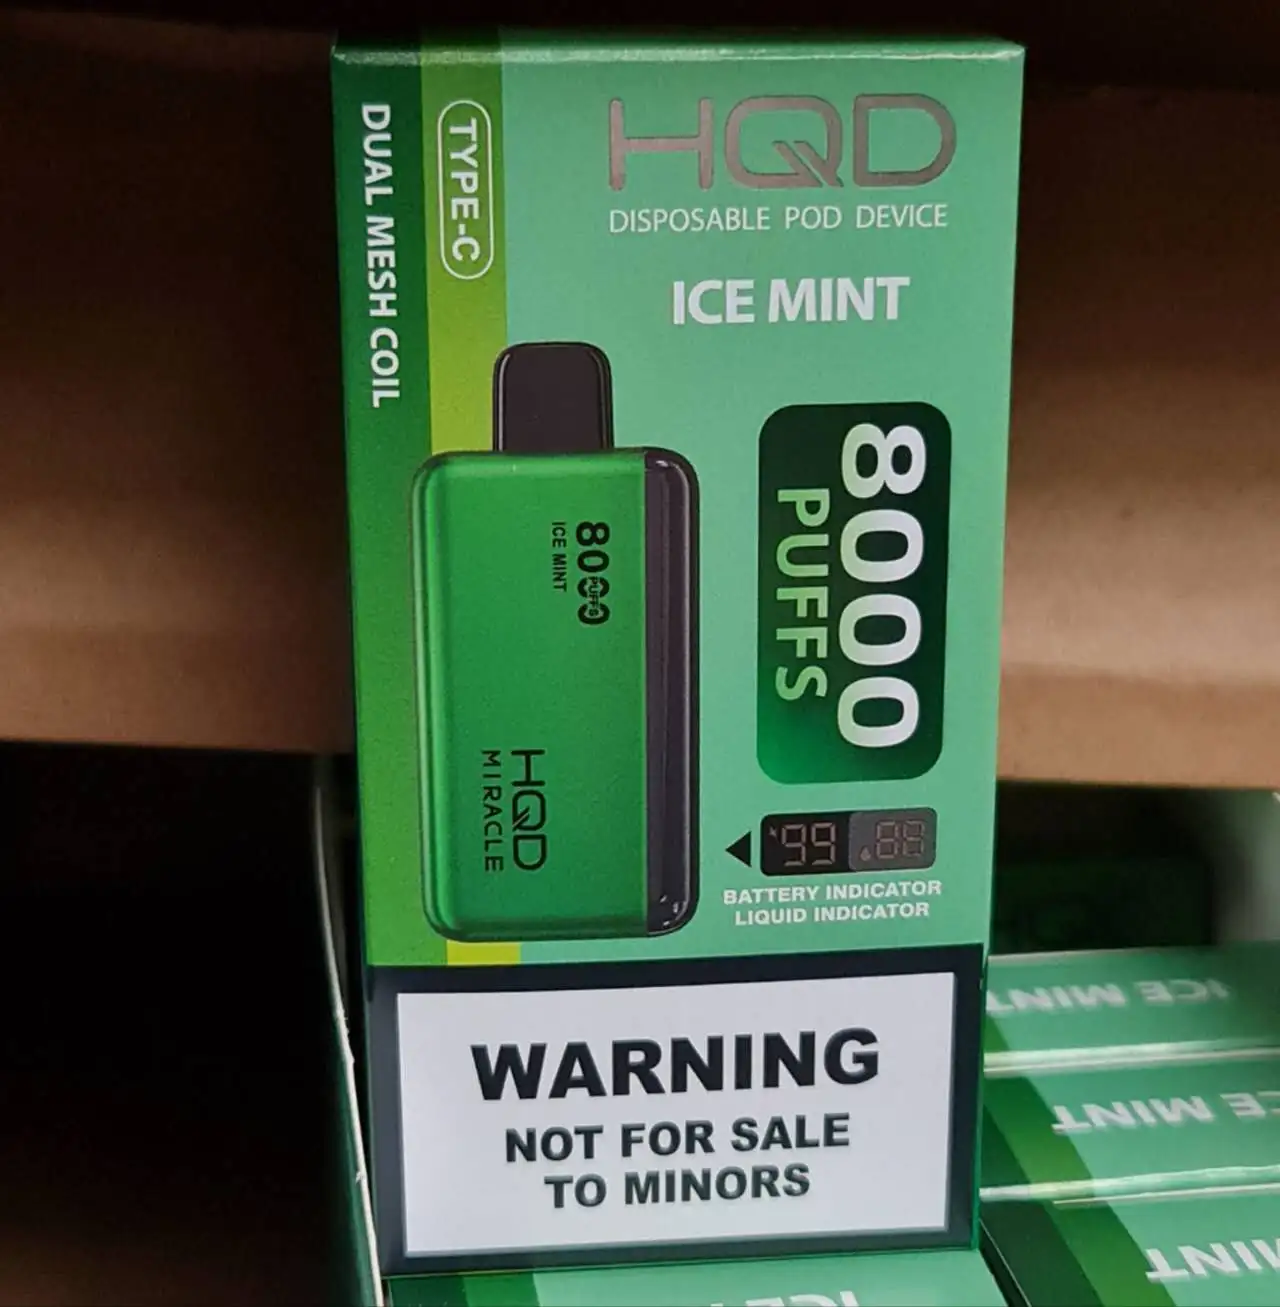 DUAL MESH COIL
TYPE-C
HQD
DISPOSABLE POD DEVICE
ICE MINT
8000
PUFFS
8000
PUFFS
ICE MINT
HQD
MIRACLE
99 88
BATTERY INDICATOR
LIQUID INDICATOR
WARNING
NOT FOR SALE
TO MINORS
ICE MINT
ICE MINT
MINT